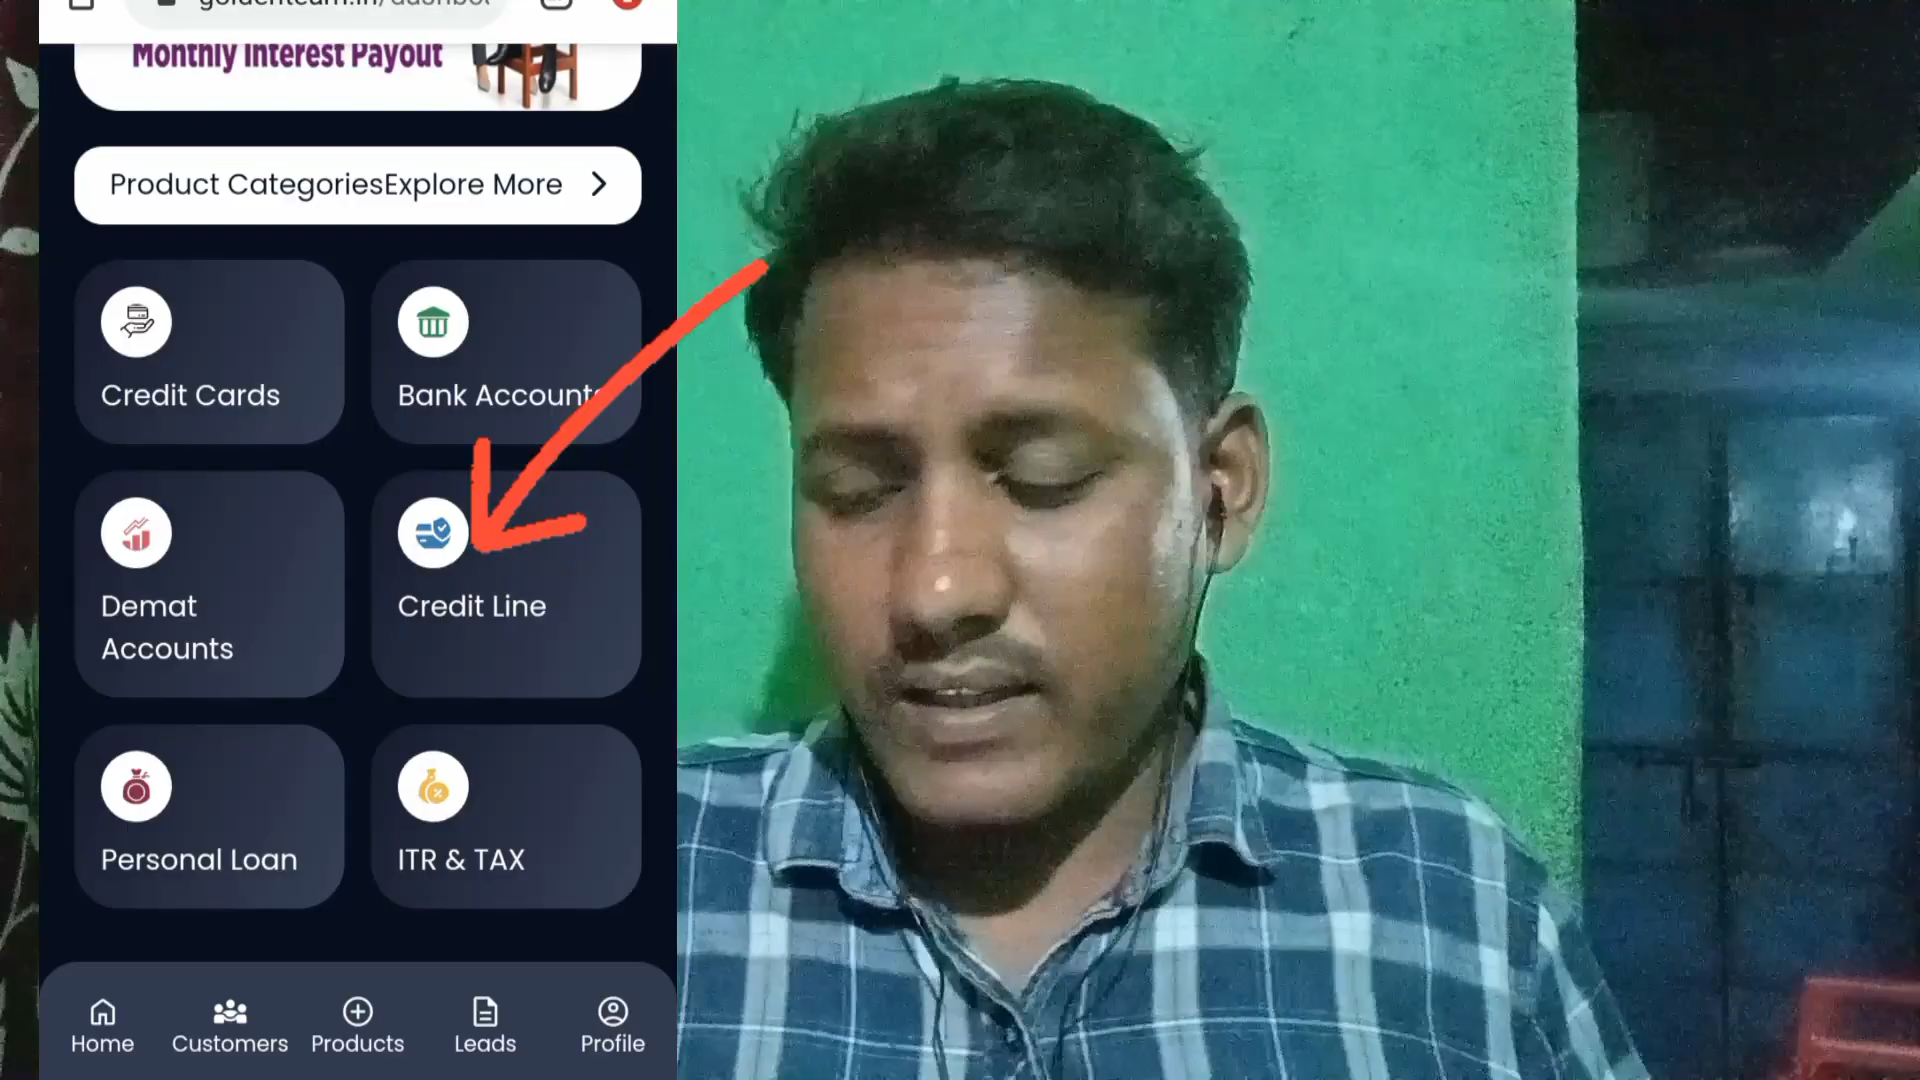 Monthly Interest Payout
Product CategoriesExplore More
Credit Cards
Bank Accounts
Demat
Accounts
Credit Line
Personal Loan
ITR & TAX
Home
Customers
Products
Leads
Profile